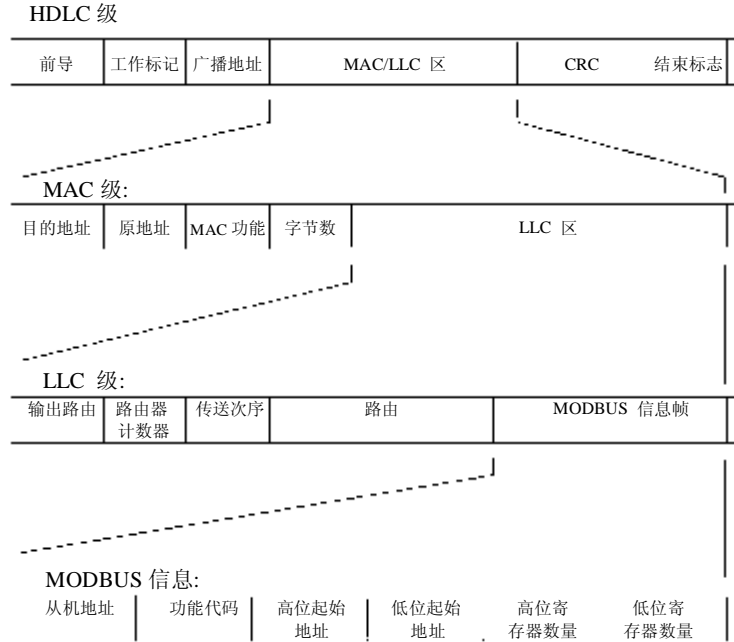 HDLC 级
前导 工作标记 广播地址 MAC/LLC 区 CRC 结束标志
MAC 级:
目的地址 原地址 MAC 功能 字节数 LLC 区
LLC 级:
输出路由 路由器 传送次序 路由 MODBUS 信息帧
计数器
MODBUS 信息:
从机地址 功能代码 高位起始 低位起始 高位寄 低位寄
地址 地址 存器数量 存器数量